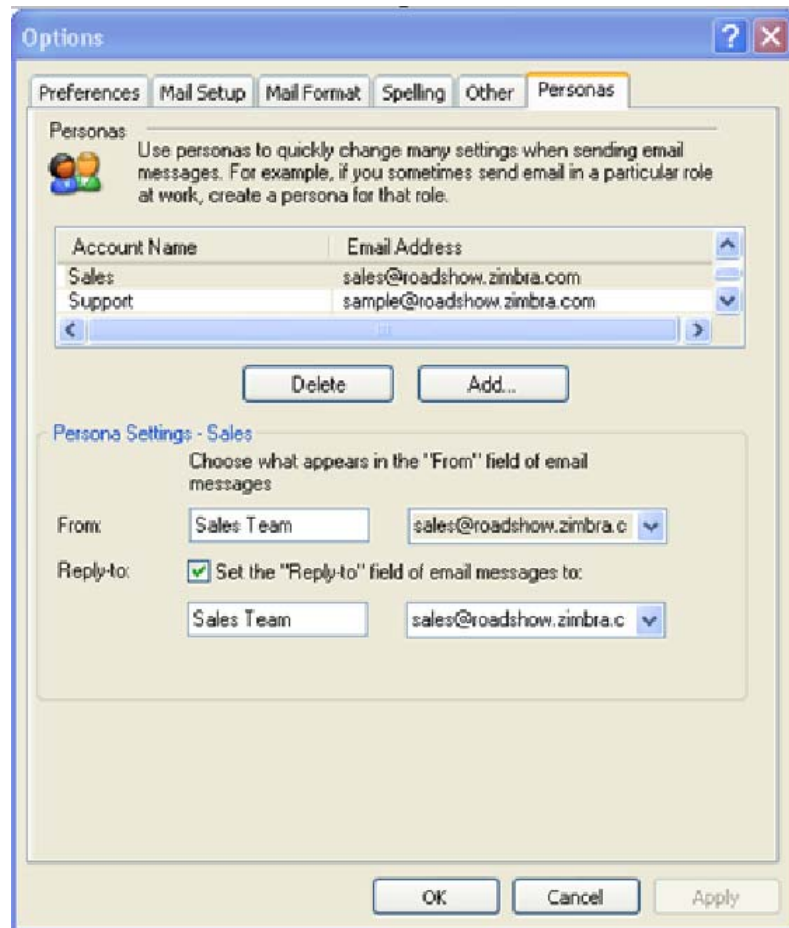 Options
Preferences Mail Setup Mail Format Spelling Other Personas
Personas
Use personas to quickly change many settings when sending email
messages. For example, if you sometimes send email in a particular role
at work, create a persona for that role.
Account Name Email Address
Sales sales@roadshow.zimbra.com
Support sample@roadshow.zimbra.com
Delete Add...
Persona Settings - Sales
Choose what appears in the "From" field of email
messages
From: Sales Team sales@roadshow.zimbra.c
Reply-to: Set the "Reply-to" field of email messages to:
Sales Team sales@roadshow.zimbra.c
OK Cancel Apply